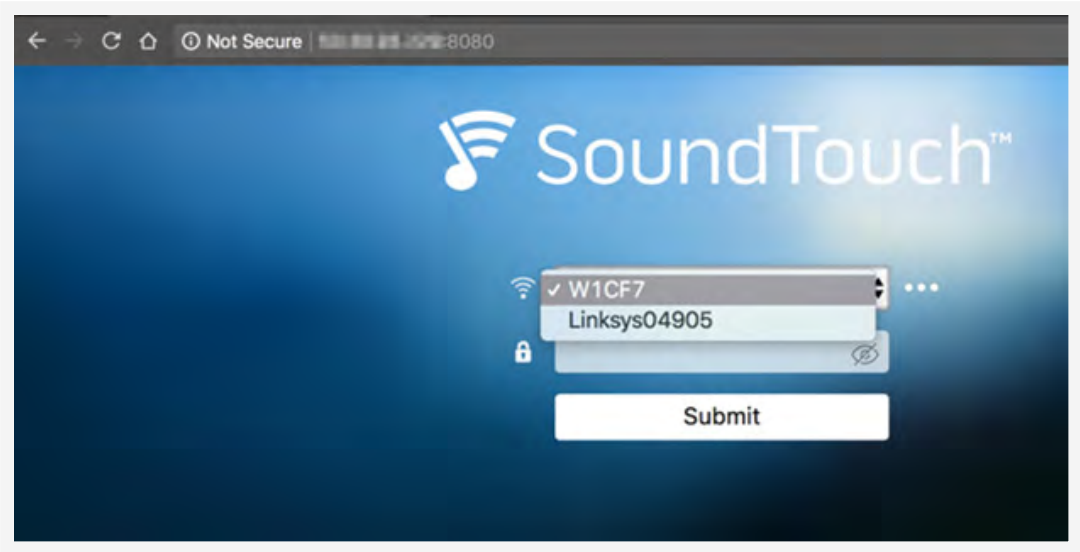 Not Secure :8080
SoundTouch™
✓ W1CF7
Linksys04905
Submit